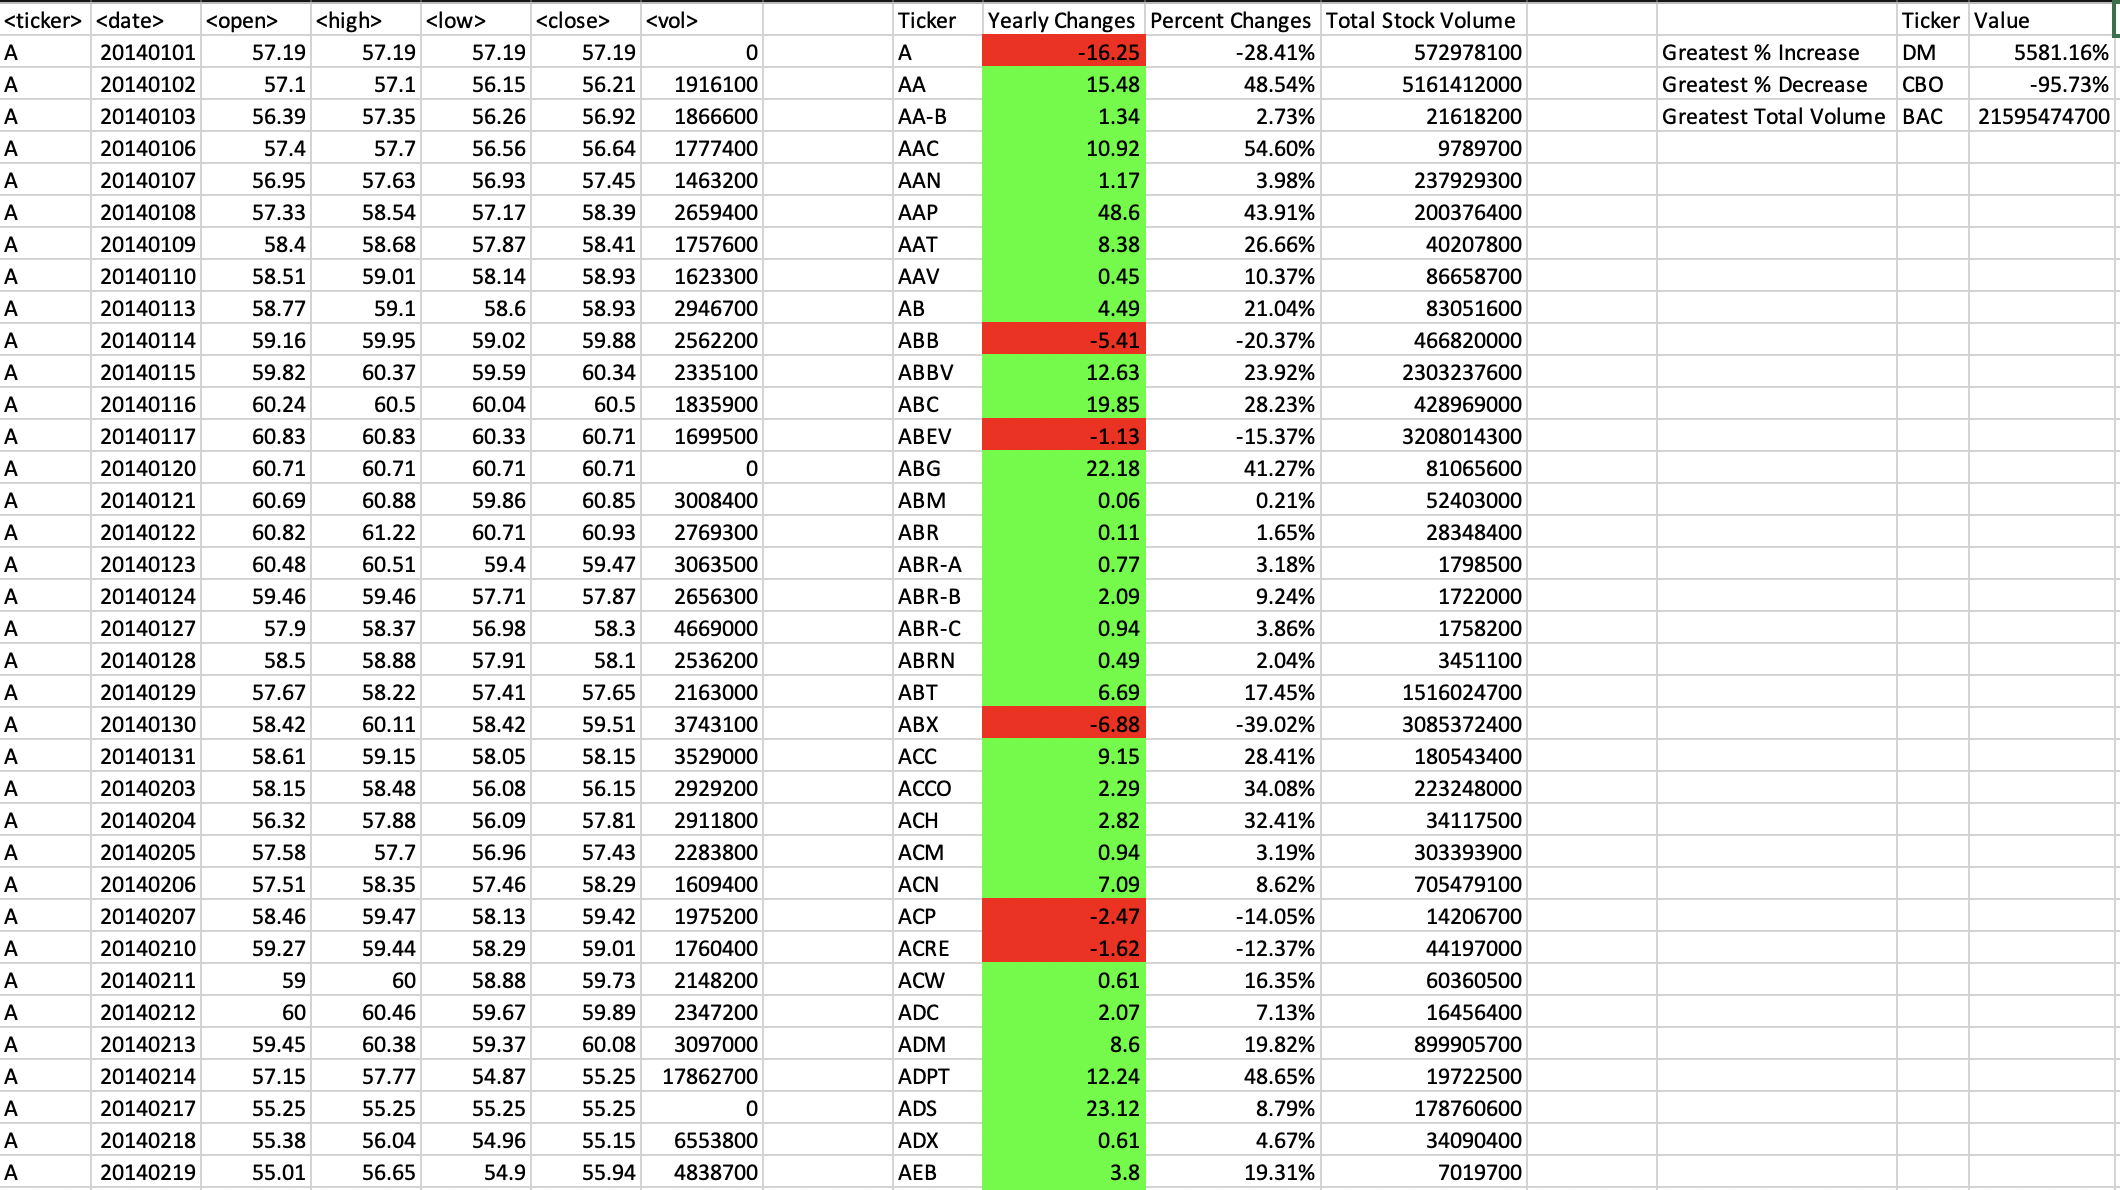 <ticker> <date> <open> <high> <low> <close> <vol> Ticker Yearly Changes Percent Changes Total Stock Volume Ticker Value
A 20140101 57.19 57.19 57.19 57.19 0 A -16.25 -28.41% 572978100 Greatest % Increase DM 5581.16%
A 20140102 57.1 57.1 56.15 56.21 1916100 AA 15.48 48.54% 5161412000 Greatest % Decrease CBO -95.73%
A 20140103 56.39 57.35 56.26 56.92 1866600 AA-B 1.34 2.73% 21618200 Greatest Total Volume BAC 21595474700
A 20140106 57.4 57.7 56.56 56.64 1777400 AAC 10.92 54.60% 9789700
A 20140107 56.95 57.63 56.93 57.45 1463200 AAN 1.17 3.98% 237929300
A 20140108 57.33 58.54 57.17 58.39 2659400 AAP 48.6 43.91% 200376400
A 20140109 58.4 58.68 57.87 58.41 1757600 AAT 8.38 26.66% 40207800
A 20140110 58.51 59.01 58.14 58.93 1623300 AAV 0.45 10.37% 86658700
A 20140113 58.77 59.1 58.6 58.93 2946700 AB 4.49 21.04% 83051600
A 20140114 59.16 59.95 59.02 59.88 2562200 ABB -5.41 -20.37% 466820000
A 20140115 59.82 60.37 59.59 60.34 2335100 ABBV 12.63 23.92% 2303237600
A 20140116 60.24 60.5 60.04 60.5 1835900 ABC 19.85 28.23% 428969000
A 20140117 60.83 60.83 60.33 60.71 1699500 ABEV -1.13 -15.37% 3208014300
A 20140120 60.71 60.71 60.71 60.71 0 ABG 22.18 41.27% 81065600
A 20140121 60.69 60.88 59.86 60.85 3008400 ABM 0.06 0.21% 52403000
A 20140122 60.82 61.22 60.71 60.93 2769300 ABR 0.11 1.65% 28348400
A 20140123 60.48 60.51 59.4 59.47 3063500 ABR-A 0.77 3.18% 1798500
A 20140124 59.46 59.46 57.71 57.87 2656300 ABR-B 2.09 9.24% 1722000
A 20140127 57.9 58.37 56.98 58.3 4669000 ABR-C 0.94 3.86% 1758200
A 20140128 58.5 58.88 57.91 58.1 2536200 ABRN 0.49 2.04% 3451100
A 20140129 57.67 58.22 57.41 57.65 2163000 ABT 6.69 17.45% 1516024700
A 20140130 58.42 60.11 58.42 59.51 3743100 ABX -6.88 -39.02% 3085372400
A 20140131 58.61 59.15 58.05 58.15 3529000 ACC 9.15 28.41% 180543400
A 20140203 58.15 58.48 56.08 56.15 2929200 ACCO 2.29 34.08% 223248000
A 20140204 56.32 57.88 56.09 57.81 2911800 ACH 2.82 32.41% 34117500
A 20140205 57.58 57.7 56.96 57.43 2283800 ACM 0.94 3.19% 303393900
A 20140206 57.51 58.35 57.46 58.29 1609400 ACN 7.09 8.62% 705479100
A 20140207 58.46 59.47 58.13 59.42 1975200 ACP -2.47 -14.05% 14206700
A 20140210 59.27 59.44 58.29 59.01 1760400 ACRE -1.62 -12.37% 44197000
A 20140211 59 60 58.88 59.73 2148200 ACW 0.61 16.35% 60360500
A 20140212 60 60.46 59.67 59.89 2347200 ADC 2.07 7.13% 16456400
A 20140213 59.45 60.38 59.37 60.08 3097000 ADM 8.6 19.82% 899905700
A 20140214 57.15 57.77 54.87 55.25 17862700 ADPT 12.24 48.65% 19722500
A 20140217 55.25 55.25 55.25 55.25 0 ADS 23.12 8.79% 178760600
A 20140218 55.38 56.04 54.96 55.15 6553800 ADX 0.61 4.67% 34090400
A 20140219 55.01 56.65 54.9 55.94 4838700 AEB 3.8 19.31% 7019700